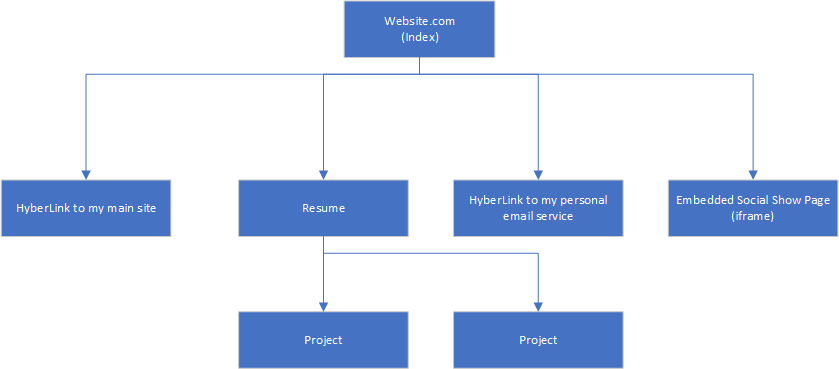 Website.com
(Index)
HyberLink to my main site
Resume
HyberLink to my personal
email service
Embedded Social Show Page
(iframe)
Project
Project